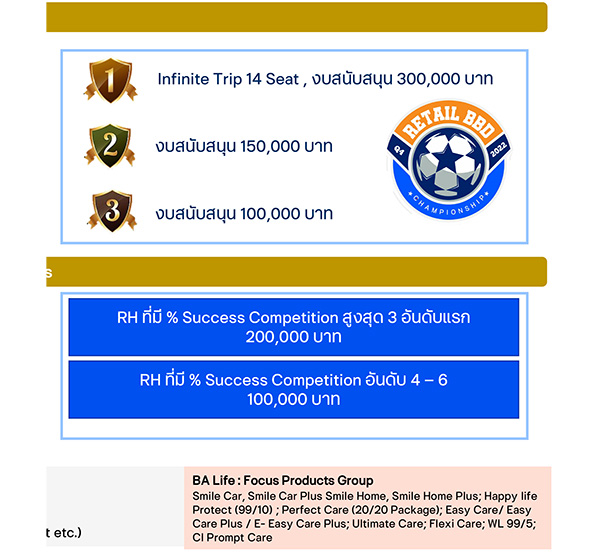 1
Infinite Trip 14 Seat , งบสนับสนุน 300,000 บาท
2
งบสนับสนุน 150,000 บาท
3
งบสนับสนุน 100,000 บาท
RETAIL BBD
Q4
2022
CHAMPIONSHIP
s
RH ที่มี % Success Competition สูงสุด 3 อันดับแรก
200,000 บาท
RH ที่มี % Success Competition อันดับ 4 – 6
100,000 บาท
t etc.)
BA Life : Focus Products Group
Smile Car, Smile Car Plus Smile Home, Smile Home Plus; Happy life
Protect (99/10) ; Perfect Care (20/20 Package); Easy Care/ Easy
Care Plus / E- Easy Care Plus; Ultimate Care; Flexi Care; WL 99/5;
CI Prompt Care